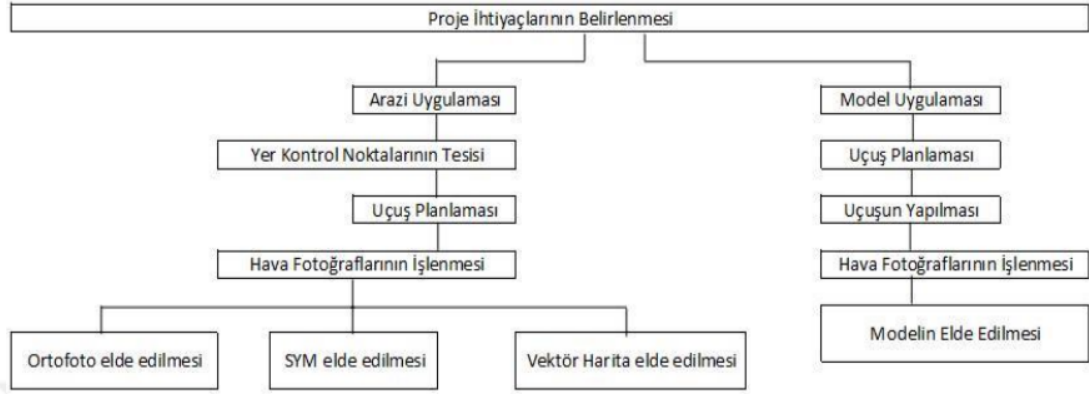 Proje İhtiyaçlarının Belirlenmesi
Arazi Uygulaması
Yer Kontrol Noktalarının Tesisi
Uçuş Planlaması
Hava Fotoğraflarının İşlenmesi
Ortofoto elde edilmesi
SYM elde edilmesi
Vektör Harita elde edilmesi
Model Uygulaması
Uçuş Planlaması
Uçuşun Yapılması
Hava Fotoğraflarının İşlenmesi
Modelin Elde Edilmesi